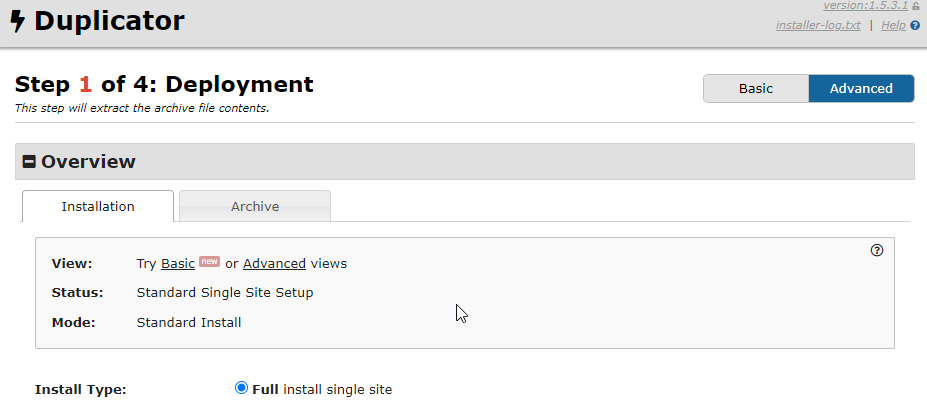 Duplicator
version:1.5.3.1
installer-log.txt | Help
Step 1 of 4: Deployment
This step will extract the archive file contents.
Basic Advanced
Overview
Installation Archive
View: Try Basic new or Advanced views
Status: Standard Single Site Setup
Mode: Standard Install
Install Type: Full install single site